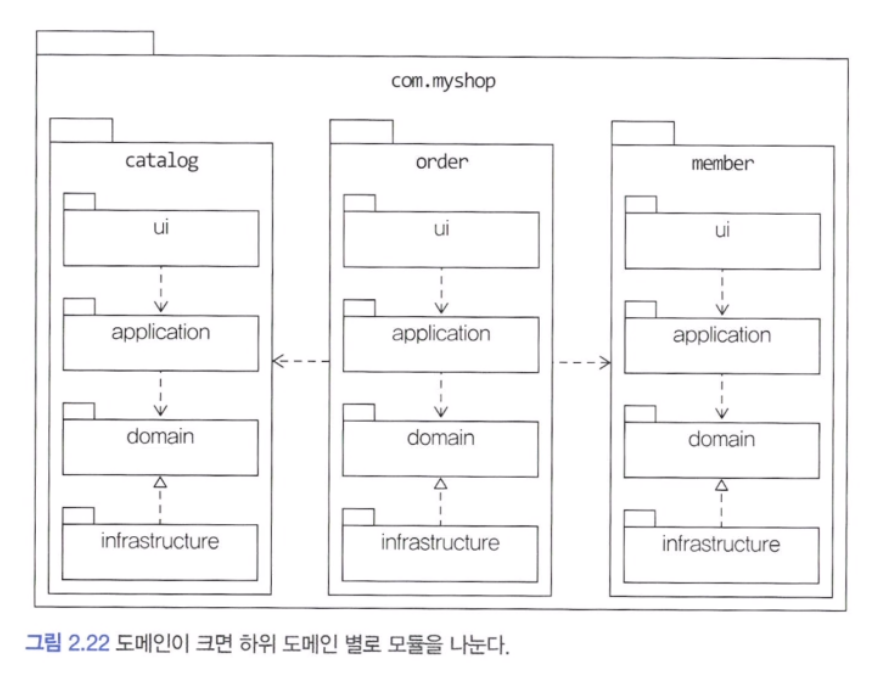 com.myshop
catalog
order
member
ui
ui
ui
application
application
application
domain
domain
domain
infrastructure
infrastructure
infrastructure
그림 2.22 도메인이 크면 하위 도메인 별로 모듈을 나눈다.